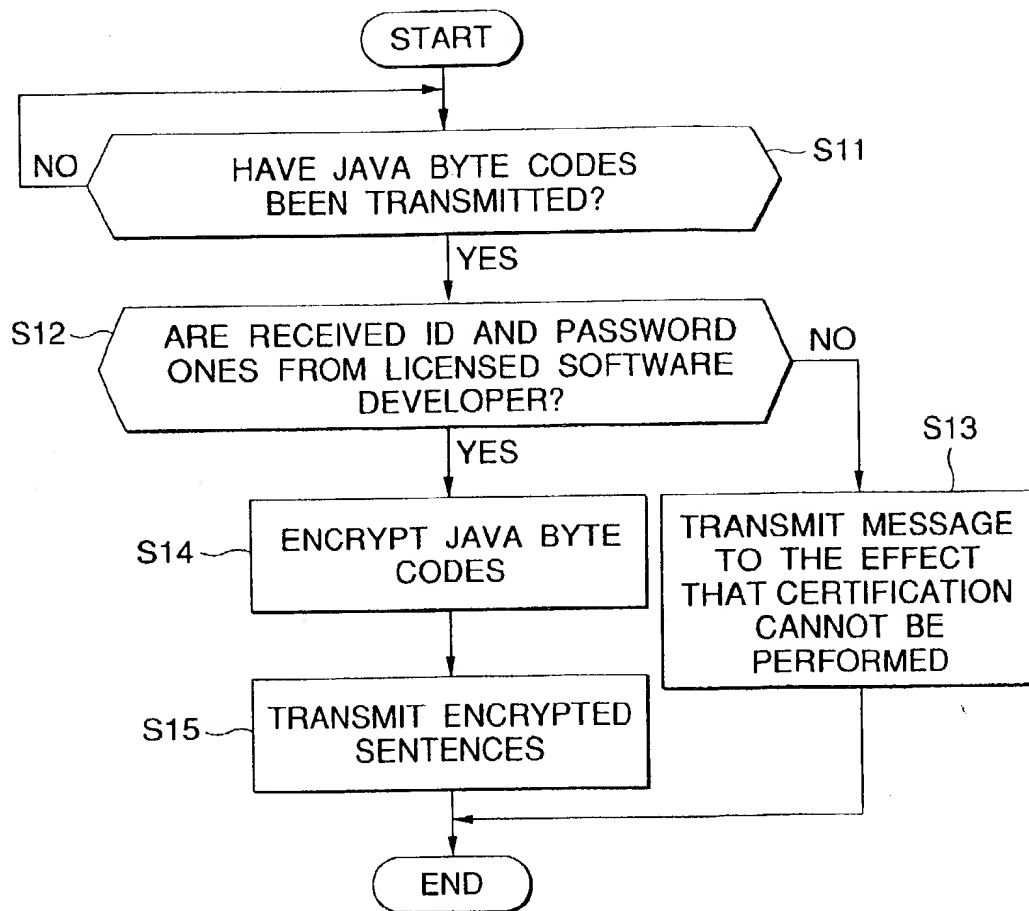 START
NO
HAVE JAVA BYTE CODES
BEEN TRANSMITTED?
S11
YES
S12
ARE RECEIVED ID AND PASSWORD
ONES FROM LICENSED SOFTWARE
DEVELOPER?
NO
YES
S13
S14
ENCRYPT JAVA BYTE
CODES
TRANSMIT MESSAGE
TO THE EFFECT
THAT CERTIFICATION
CANNOT BE
PERFORMED
S15
TRANSMIT ENCRYPTED
SENTENCES
END